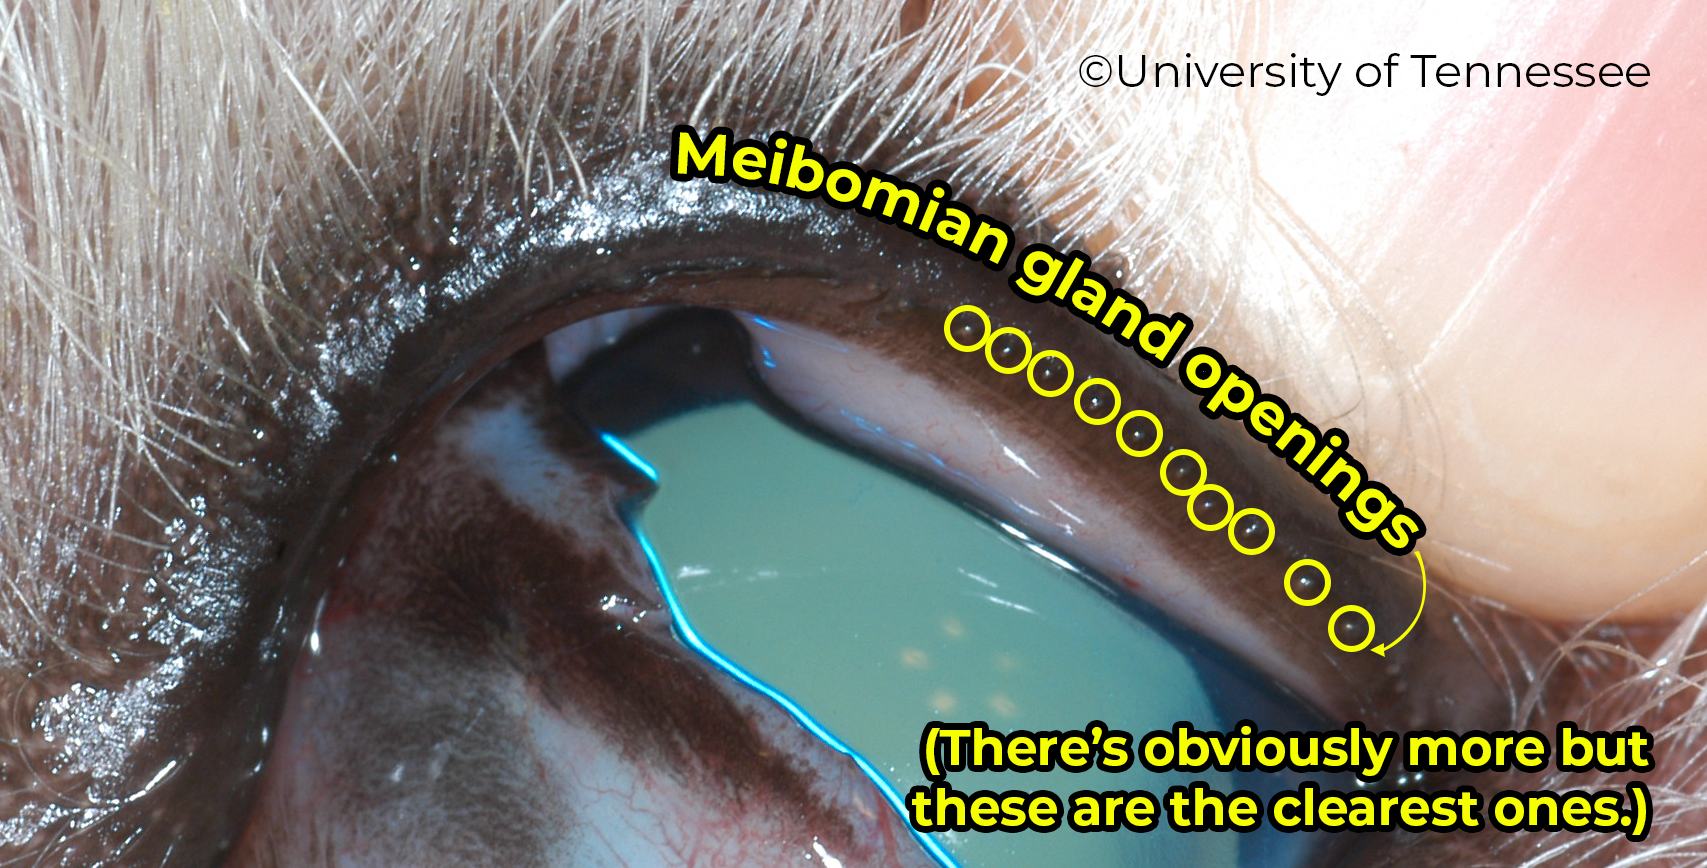 ©University of Tennessee
Meibomian gland openings
(There’s obviously more but
these are the clearest ones.)